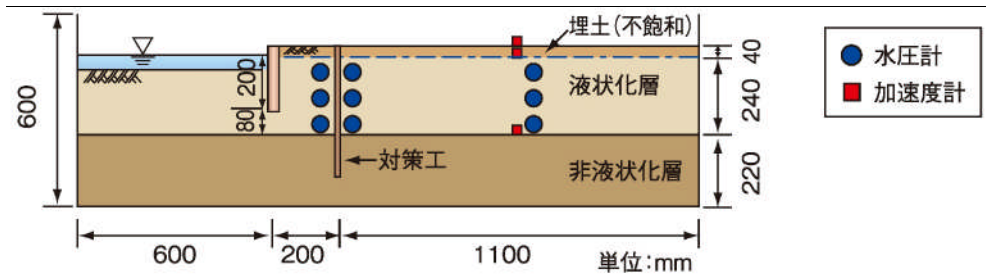 埋土(不飽和)
水圧計
加速度計
液状化層
対策工
非液状化層
600
200
80
40
240
220
600
200
1100
単位:mm